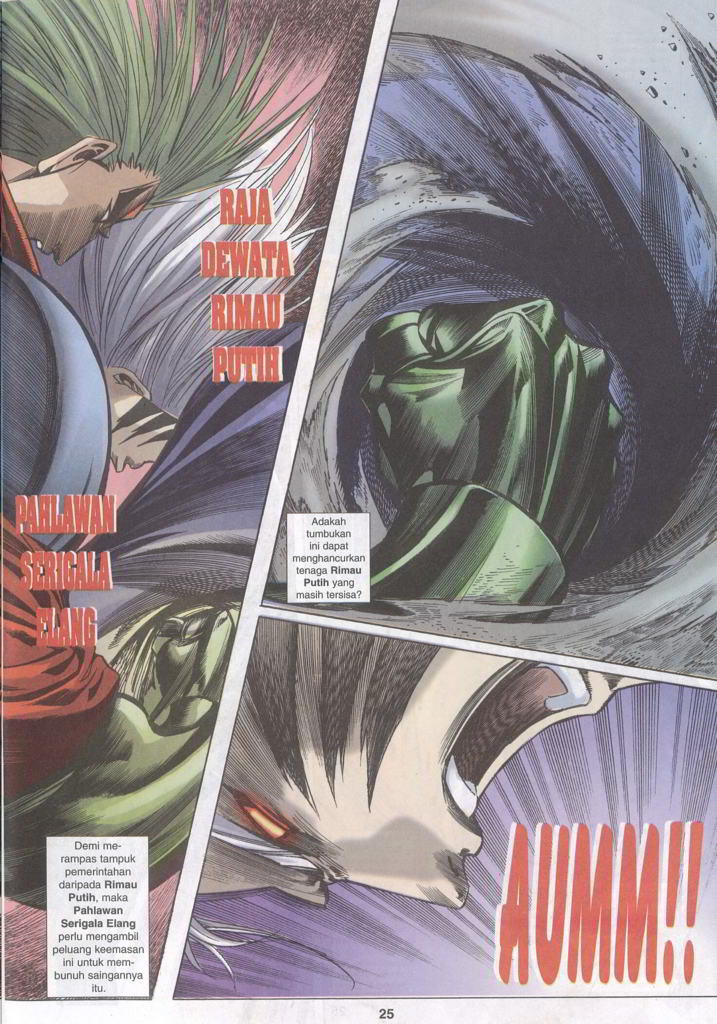 RAJA
DEWATA
RIMAU
PUTIH
PAHLAWAN
SERIGALA
ELANG
Demi me-
rampas tampuk
pemerintahan
daripada Rimau
Putih, maka
Pahlawan
Serigala Elang
perlu mengambil
peluang keemasan
ini untuk mem-
bunuh saingannya
itu.
Adakah
tumbukan
ini dapat
menghancurkan
tenaga Rimau
Putih yang
masih tersisa?
AUMM!!
25